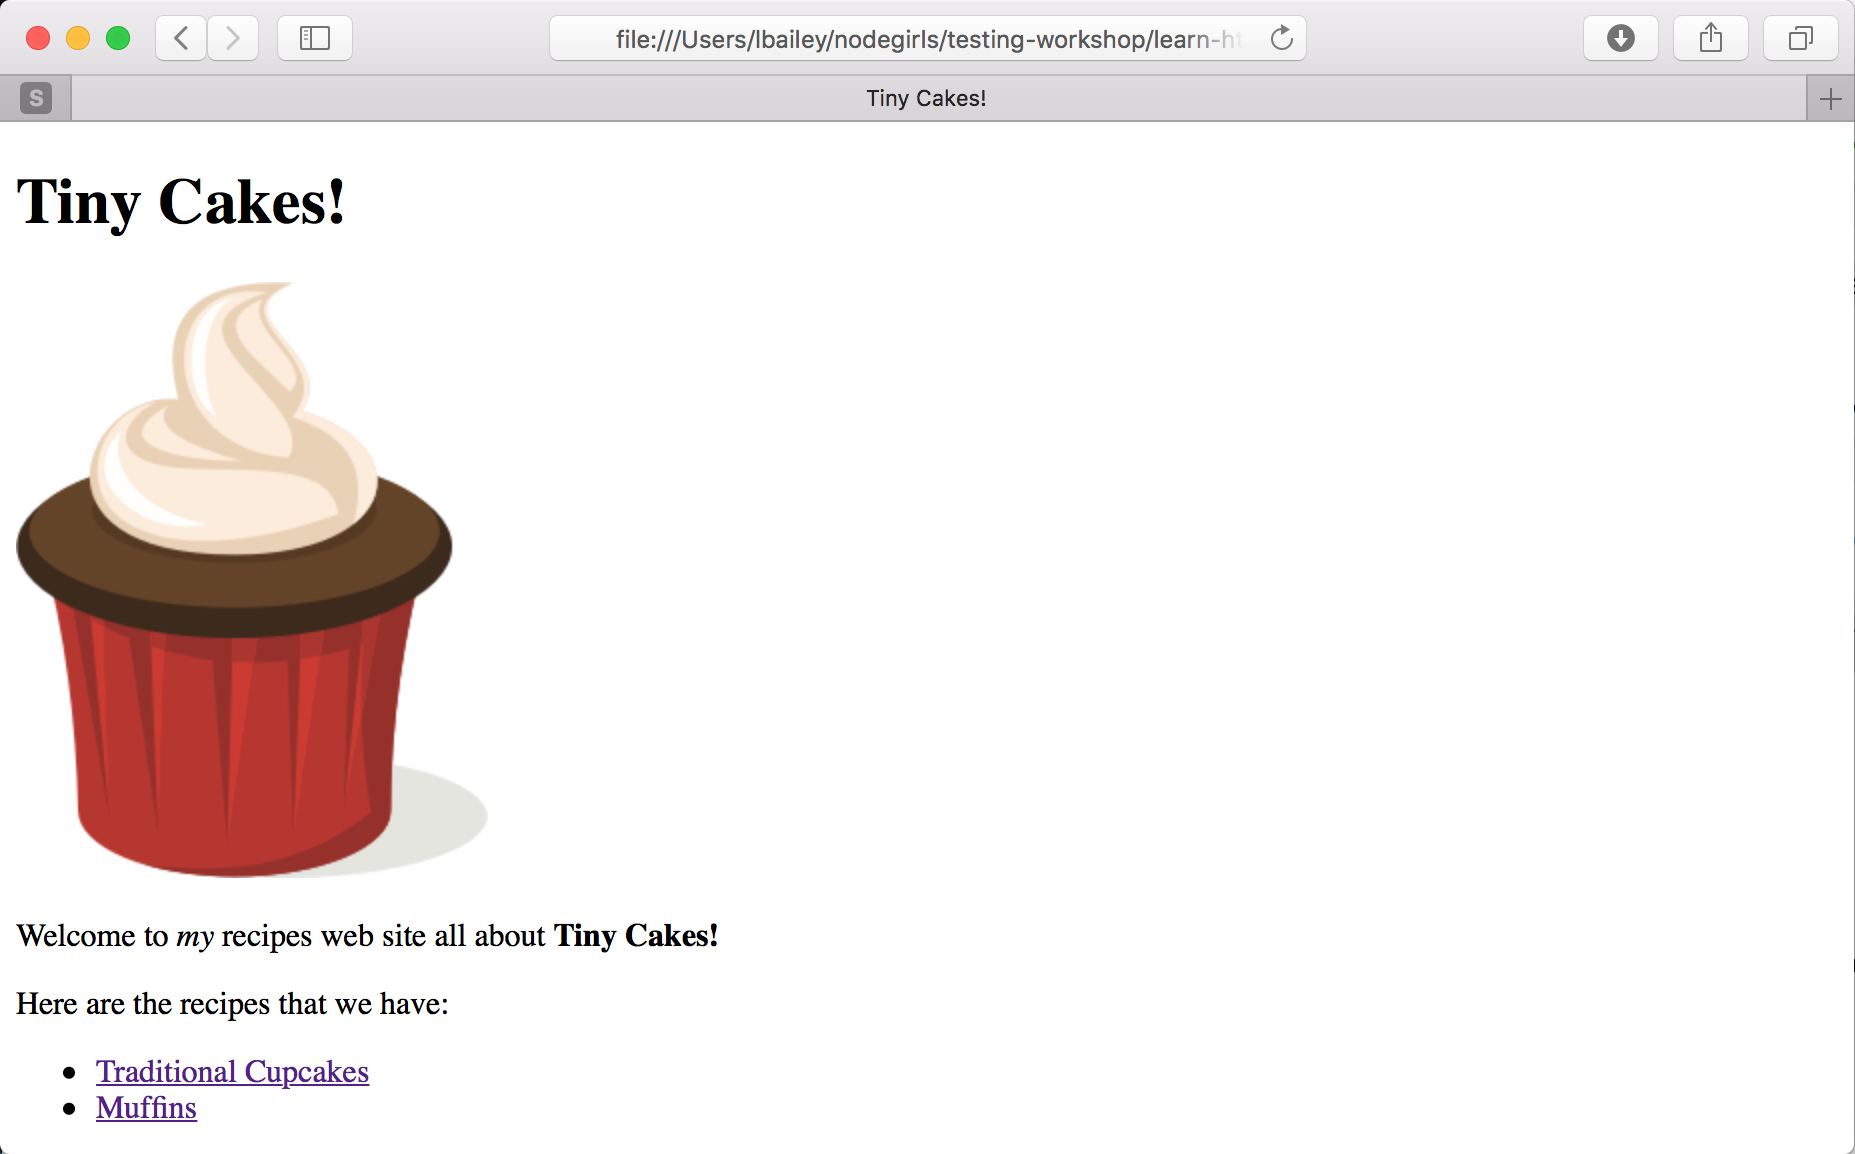 file:///Users/lbailey/nodegirls/testing-workshop/learn-ht
S
Tiny Cakes!
Tiny Cakes!
Welcome to my recipes web site all about Tiny Cakes!
Here are the recipes that we have:
Traditional Cupcakes
Muffins